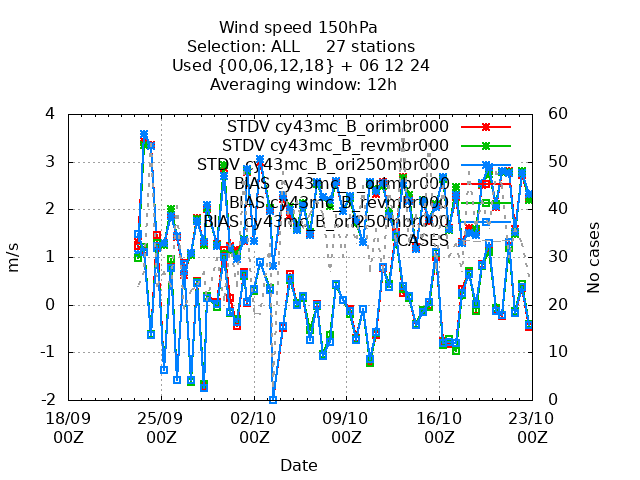 Wind speed 150hPa
Selection: ALL 27 stations
Used {00,06,12,18} + 06 12 24
Averaging window: 12h
STDV cy43mc_B_orimbr000
STDV cy43mc_B_revmbr000
STDV cy43mc_B_ori250mbr000
BIAS cy43mc_B_orimbr000
BIAS cy43mc_B_revmbr000
BIAS cy43mc_B_ori250mbr000
CASES
4
3
2
1
0
-1
-2
m/s
60
50
40
30
20
10
0
No cases
18/09 25/09 02/10 09/10 16/10 23/10
00Z 00Z 00Z 00Z 00Z 00Z
Date